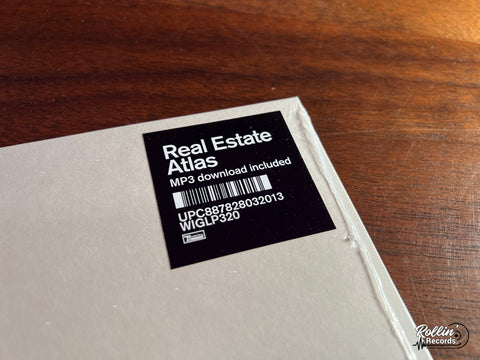 Real Estate
Atlas
MP3 download included
UPC887828032013
WIGLP320
Rollin'
Records